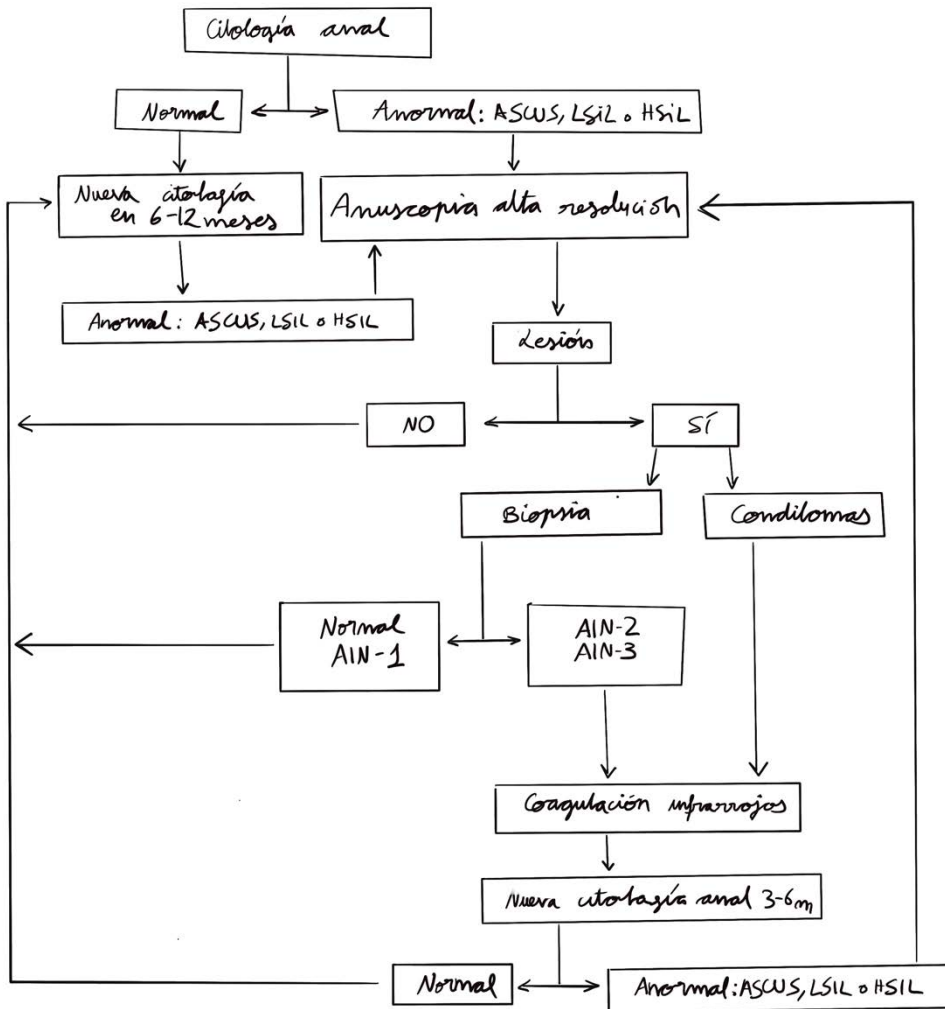 Citología anal
Normal
Anormal: ASCUS, LSiL o HSiL
Nueva citología
en 6-12 meses
Anuscopia alta resolución
Anormal: ASCUS, LSIL o HSIL
Lesión
NO
SÍ
Biopsia
Condilomas
Normal
AIN-1
AIN-2
AIN-3
Coagulación infrarrojos
Nueva citología anal 3-6m
Normal
Anormal: ASCUS, LSIL o HSIL